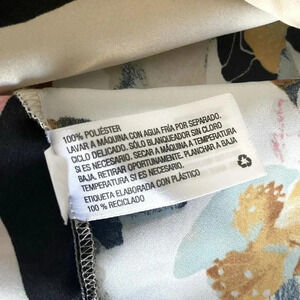 100% POLIÉSTER
LAVAR A MÁQUINA CON AGUA FRÍA POR SEPARADO.
CICLO DELICADO. SÓLO BLANQUEAR SIN CLORO
SI ES NECESARIO. SECAR A MÁQUINA A TEMPERATURA
BAJA. RETIRAR OPORTUNAMENTE. PLANCHAR A BAJA
TEMPERATURA SI ES NECESARIO.
ETIQUETA ELABORADA CON PLÁSTICO
100 % RECICLADO